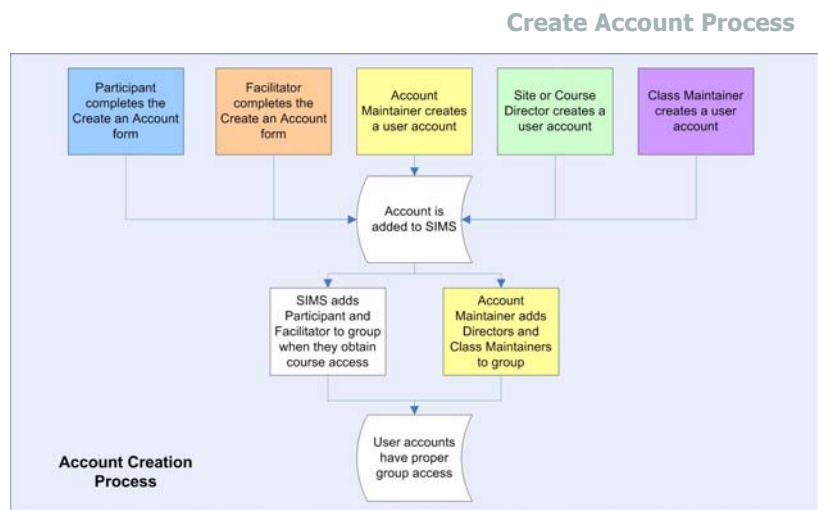 Create Account Process
Participant
completes the
Create an Account
form
Facilitator
completes the
Create an Account
form
Account
Maintainer creates
a user account
Site or Course
Director creates a
user account
Class Maintainer
creates a user
account
Account is
added to SIMS
SIMS adds
Participant and
Facilitator to group
when they obtain
course access
Account
Maintainer adds
Directors and
Class Maintainers
to group
User accounts
have proper
group access
Account Creation
Process